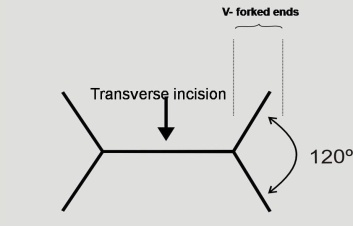 V- forked ends
Transverse incision
120º